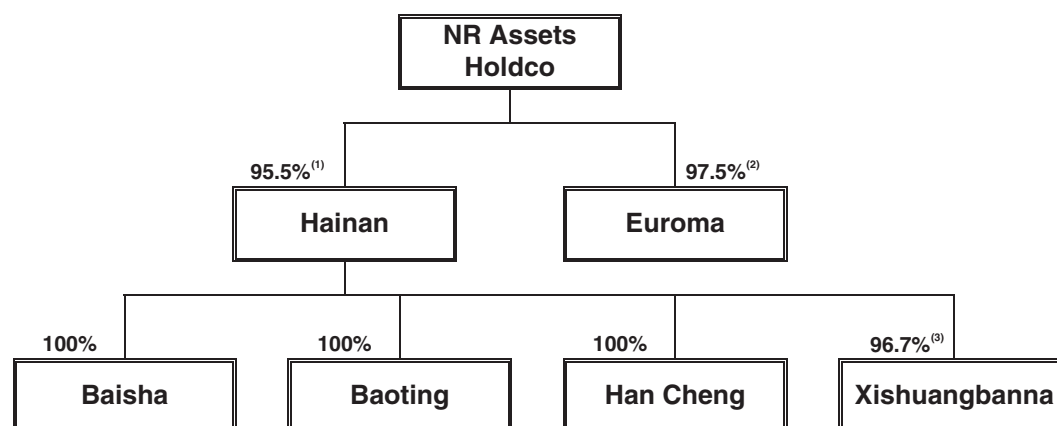 NR Assets
Holdco
95.5%(1)
97.5%(2)
Hainan
Euroma
100%
100%
100%
96.7%(3)
Baisha
Baoting
Han Cheng
Xishuangbanna